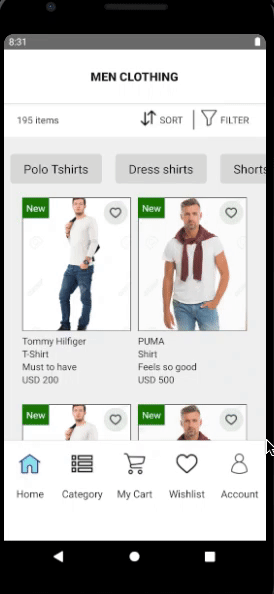 8:31
MEN CLOTHING
195 items
SORT
FILTER
Polo Tshirts
Dress shirts
Shorts
New
New
Tommy Hilfiger
T-Shirt
Must to have
USD 200
PUMA
Shirt
Feels so good
USD 500
New
New
Home
Category
My Cart
Wishlist
Account